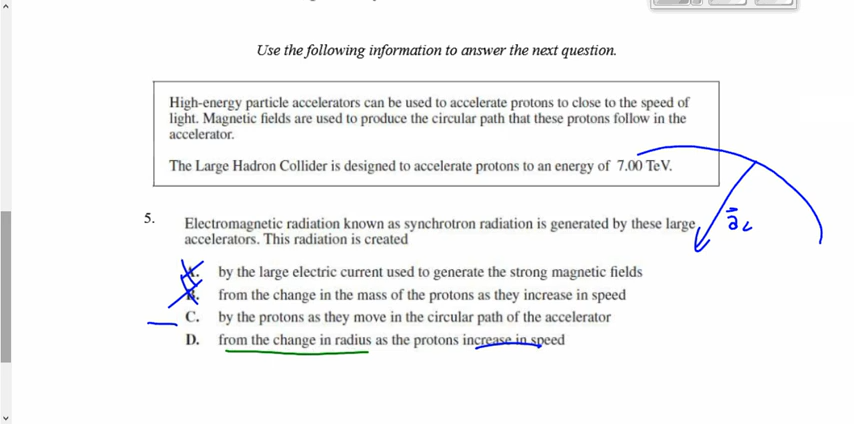 Use the following information to answer the next question.
High-energy particle accelerators can be used to accelerate protons to close to the speed of
light. Magnetic fields are used to produce the circular path that these protons follow in the
accelerator.
The Large Hadron Collider is designed to accelerate protons to an energy of 7.00 TeV.
5. Electromagnetic radiation known as synchrotron radiation is generated by these large
accelerators. This radiation is created
A. by the large electric current used to generate the strong magnetic fields
B. from the change in the mass of the protons as they increase in speed
C. by the protons as they move in the circular path of the accelerator
D. from the change in radius as the protons increase in speed